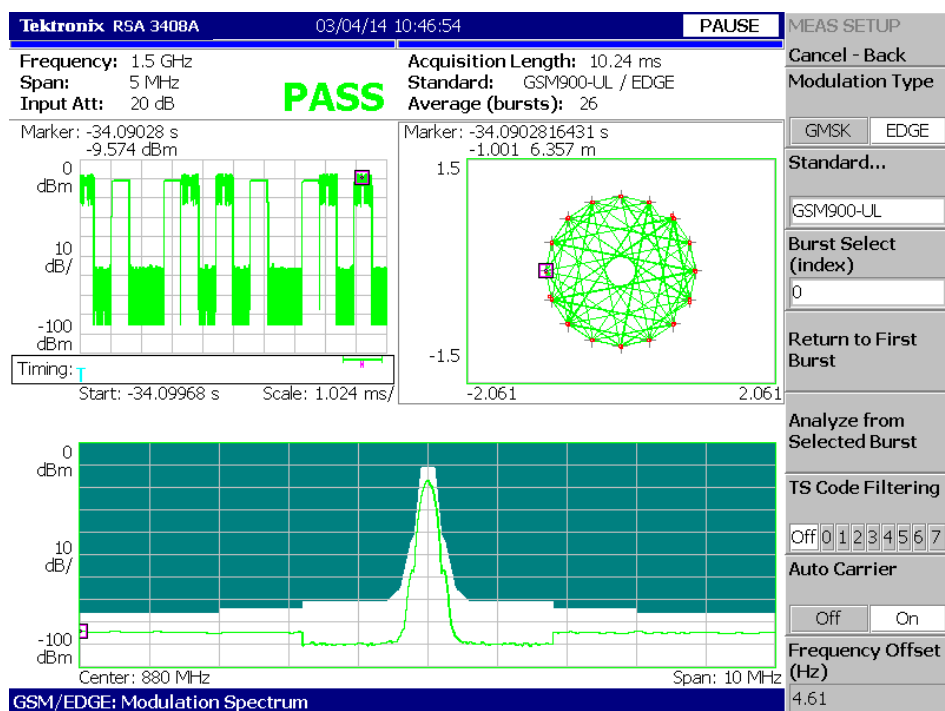 Tektronix RSA 3408A 03/04/14 10:46:54 PAUSE
Frequency: 1.5 GHz
Span: 5 MHz
Input Att: 20 dB
PASS
Acquisition Length: 10.24 ms
Standard: GSM900-UL / EDGE
Average (bursts): 26
Marker: -34.09028 s
-9.574 dBm
0
dBm
10
dB/
-100
dBm
Timing:
T
Start: -34.09968 s Scale: 1.024 ms/
Marker: -34.0902816431 s
-1.001 6.357 m
1.5
-1.5
-2.061 2.061
0
dBm
10
dB/
-100
dBm
Center: 880 MHz Span: 10 MHz
GSM/EDGE: Modulation Spectrum
MEAS SETUP
Cancel - Back
Modulation Type
GMSK EDGE
Standard...
GSM900-UL
Burst Select
(index)
0
Return to First
Burst
Analyze from
Selected Burst
TS Code Filtering
Off 0 1 2 3 4 5 6 7
Auto Carrier
Off On
Frequency Offset
(Hz)
4.61